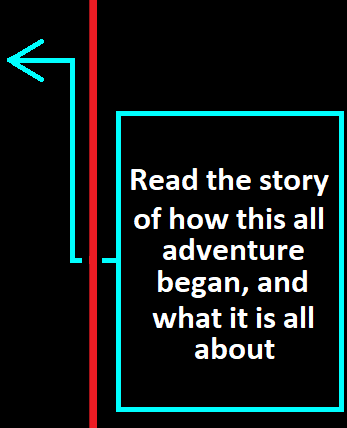 Read the story
of how this all
adventure
began, and
what it is all
about